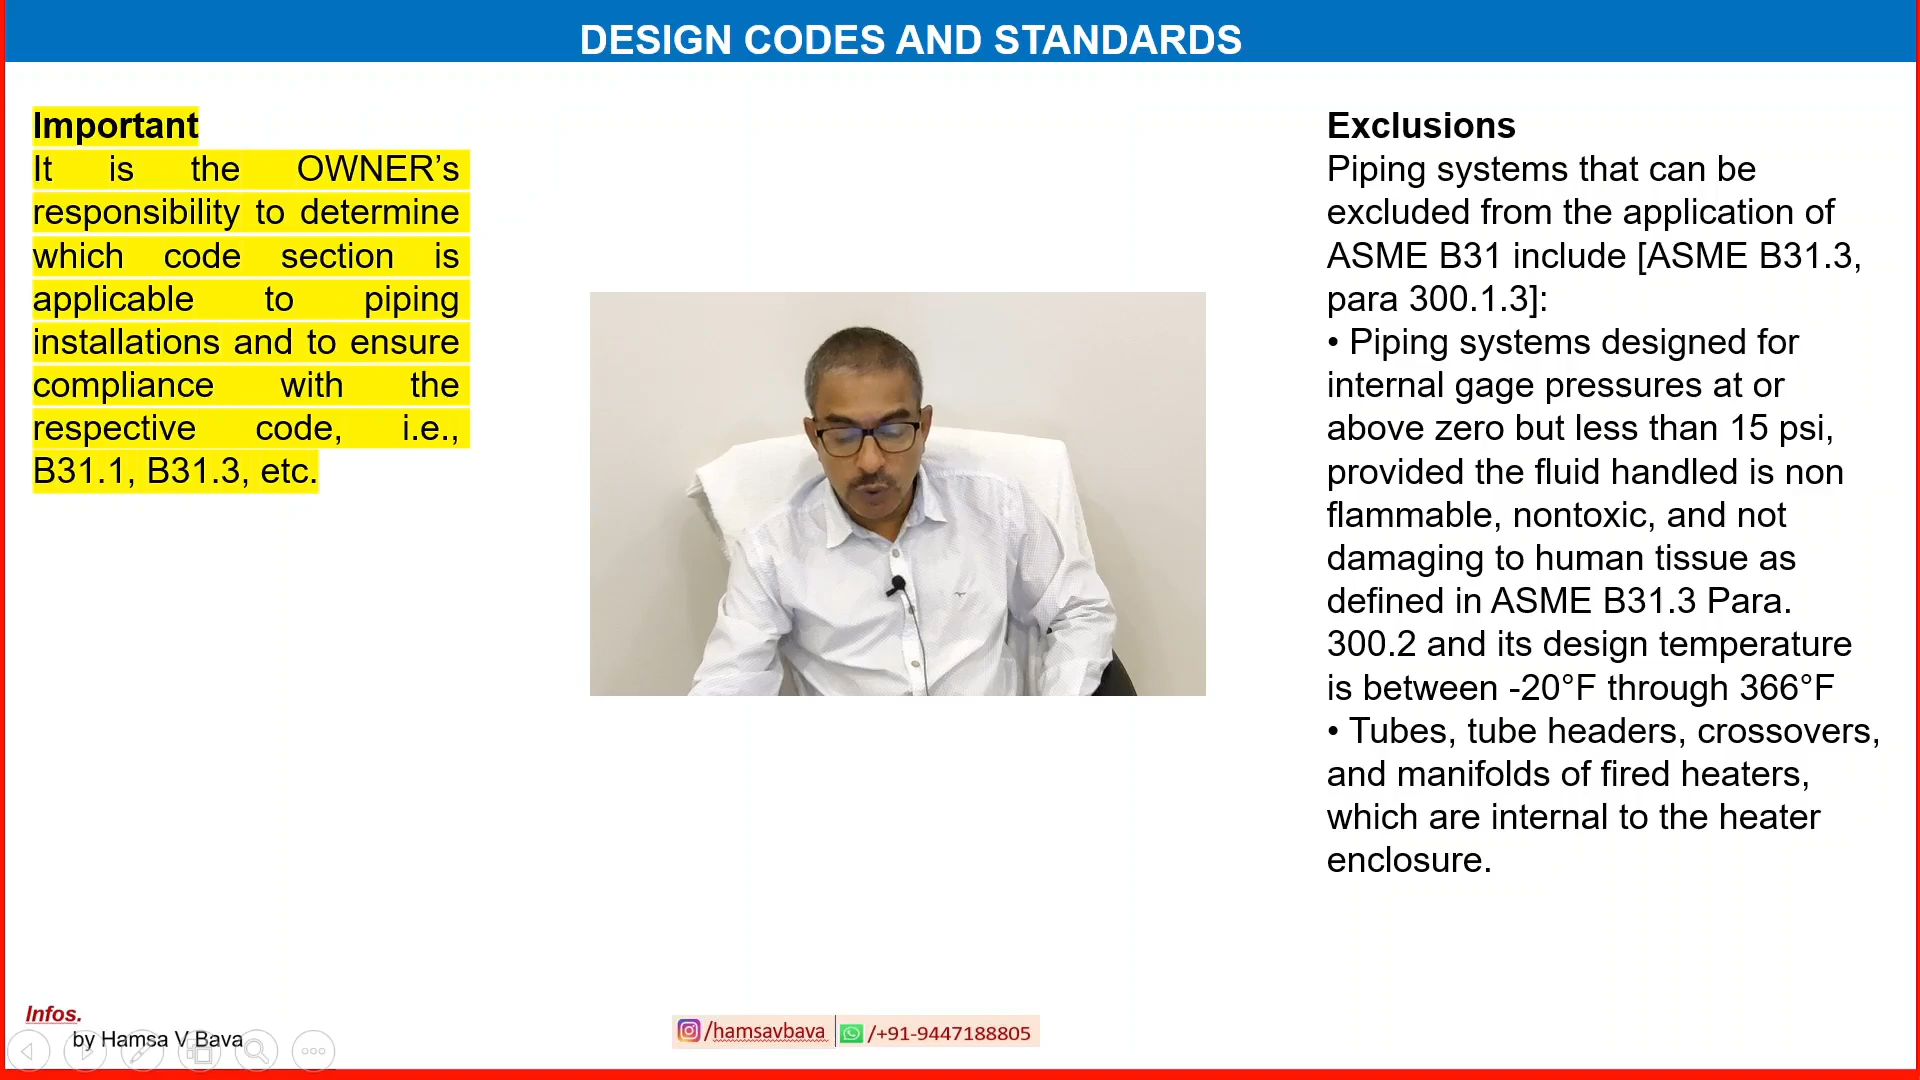 DESIGN CODES AND STANDARDS
Important
It is the OWNER’s
responsibility to determine
which code section is
applicable to piping
installations and to ensure
compliance with the
respective code, i.e.,
B31.1, B31.3, etc.
Exclusions
Piping systems that can be
excluded from the application of
ASME B31 include [ASME B31.3,
para 300.1.3]:
• Piping systems designed for
internal gage pressures at or
above zero but less than 15 psi,
provided the fluid handled is non
flammable, nontoxic, and not
damaging to human tissue as
defined in ASME B31.3 Para.
300.2 and its design temperature
is between -20°F through 366°F
• Tubes, tube headers, crossovers,
and manifolds of fired heaters,
which are internal to the heater
enclosure.
Infos.
by Hamsa V Bava
/hamsavbava
/+91-9447188805